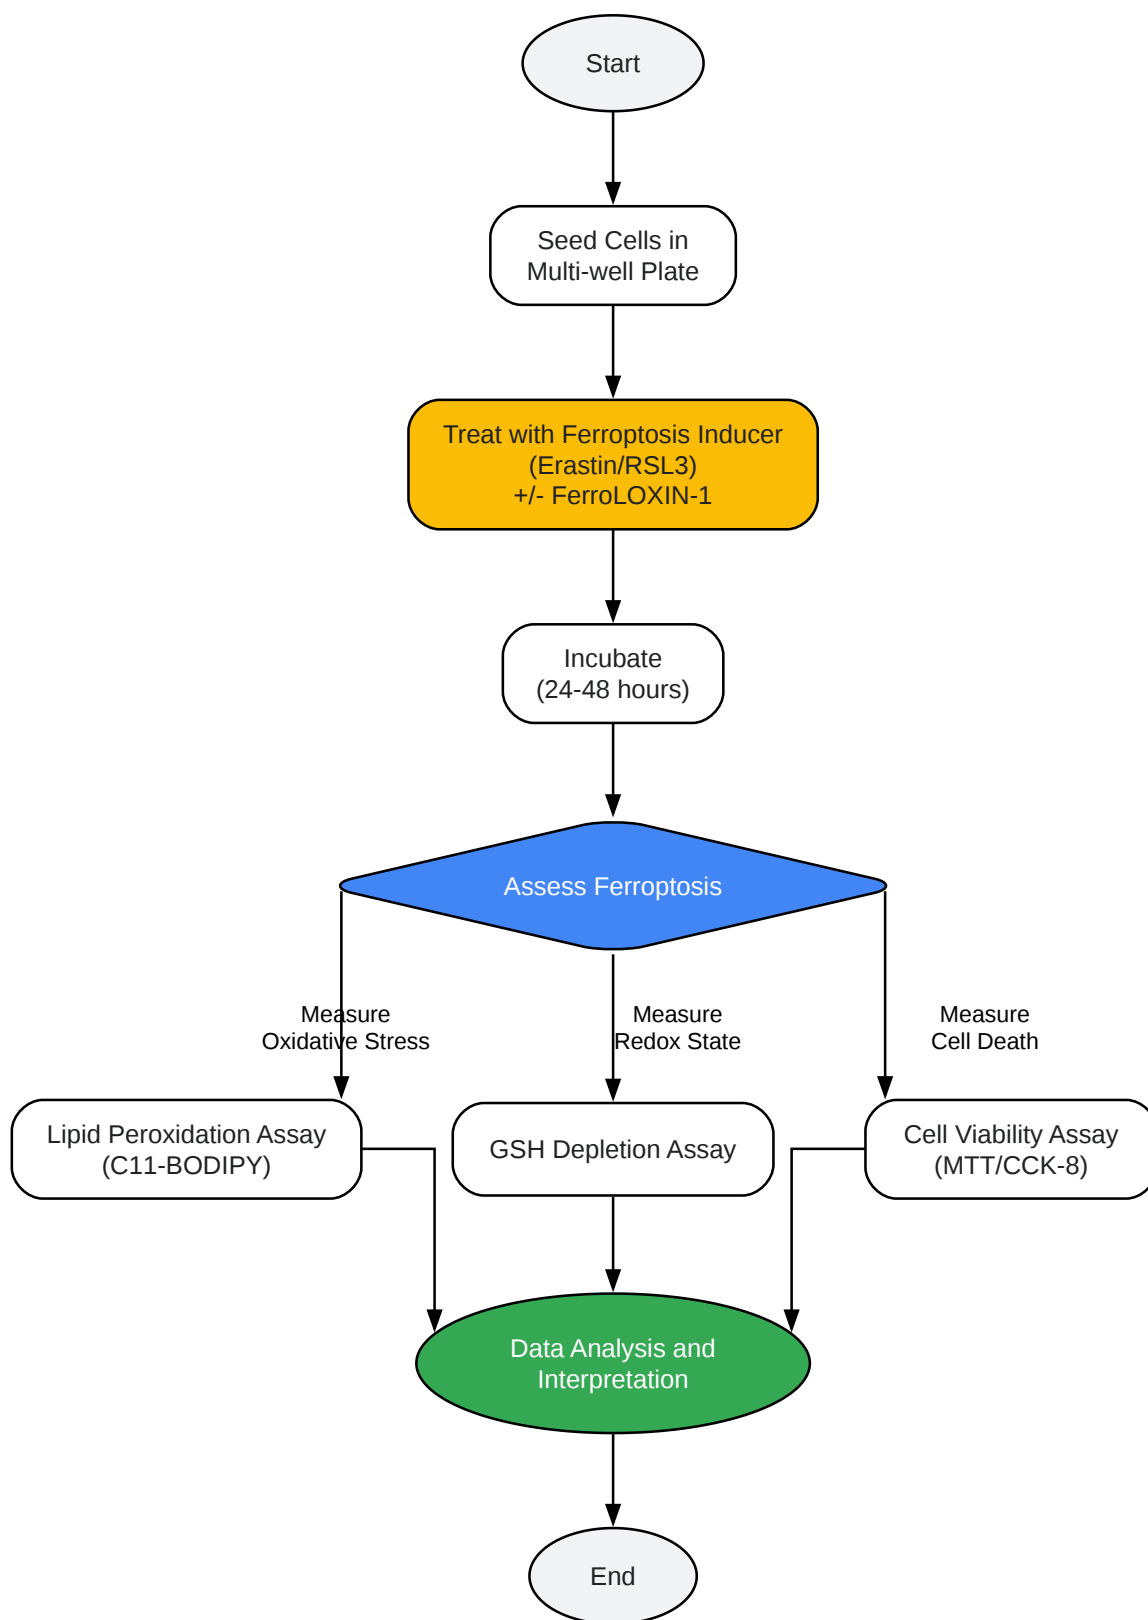 Start
Seed Cells in
Multi-well Plate
Treat with Ferroptosis Inducer
(Erastin/RSL3)
+/- FerroLOXIN-1
Incubate
(24-48 hours)
Assess Ferroptosis
Measure
Oxidative Stress
Measure
Redox State
Measure
Cell Death
Lipid Peroxidation Assay
(C11-BODIPY)
GSH Depletion Assay
Cell Viability Assay
(MTT/CCK-8)
Data Analysis and
Interpretation
End